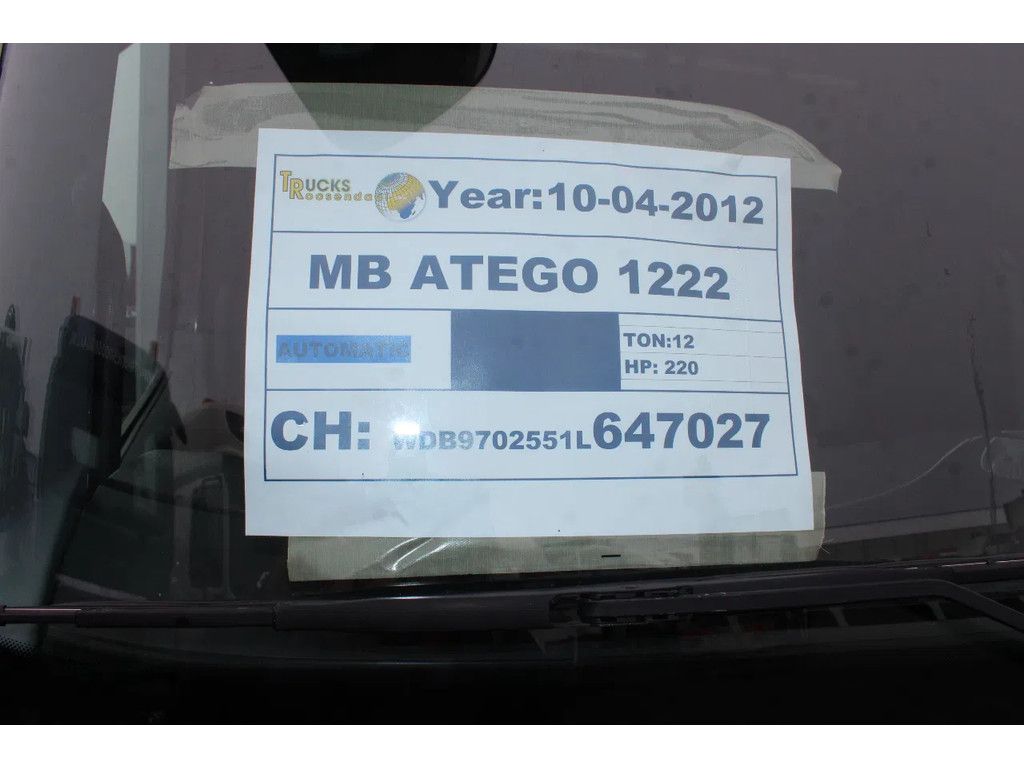 TRUCKS
Roosendaal Year:10-04-2012
MB ATEGO 1222
AUTOMATIC
TON:12
HP: 220
CH: WDB9702551L647027